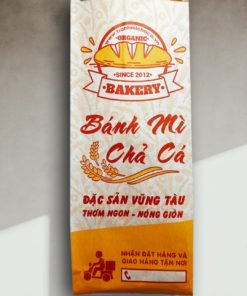 ORGANIC
SINCE 2012
BAKERY
Bánh Mì
Chả Cá
ĐẶC SẢN VŨNG TÀU
THƠM NGON - NÓNG GIÒN
NHẬN ĐẶT HÀNG VÀ
GIAO HÀNG TẬN NƠI